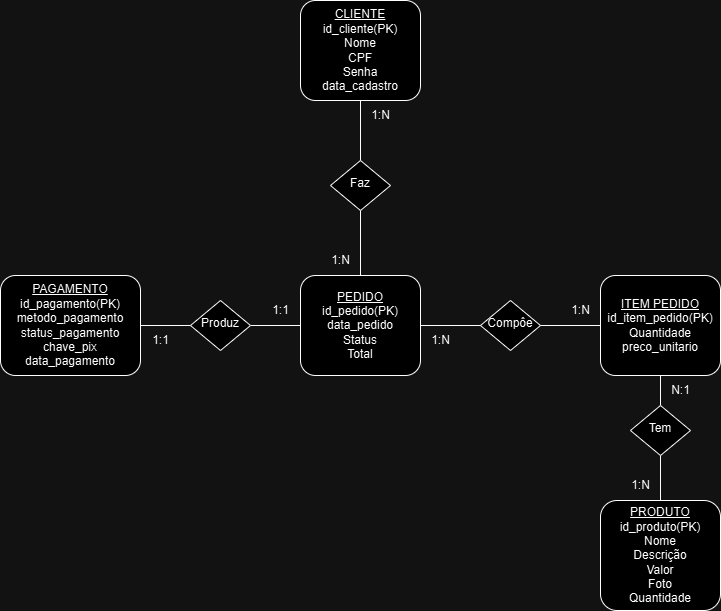 CLIENTE
id_cliente(PK)
Nome
CPF
Senha
data_cadastro
1:N
Faz
1:N
PAGAMENTO
id_pagamento(PK)
metodo_pagamento
status_pagamento
chave_pix
data_pagamento
1:1
Produz
1:1
PEDIDO
id_pedido(PK)
data_pedido
Status
Total
1:N
Compõe
1:N
ITEM PEDIDO
id_item_pedido(PK)
Quantidade
preco_unitario
N:1
Tem
1:N
PRODUTO
id_produto(PK)
Nome
Descrição
Valor
Foto
Quantidade